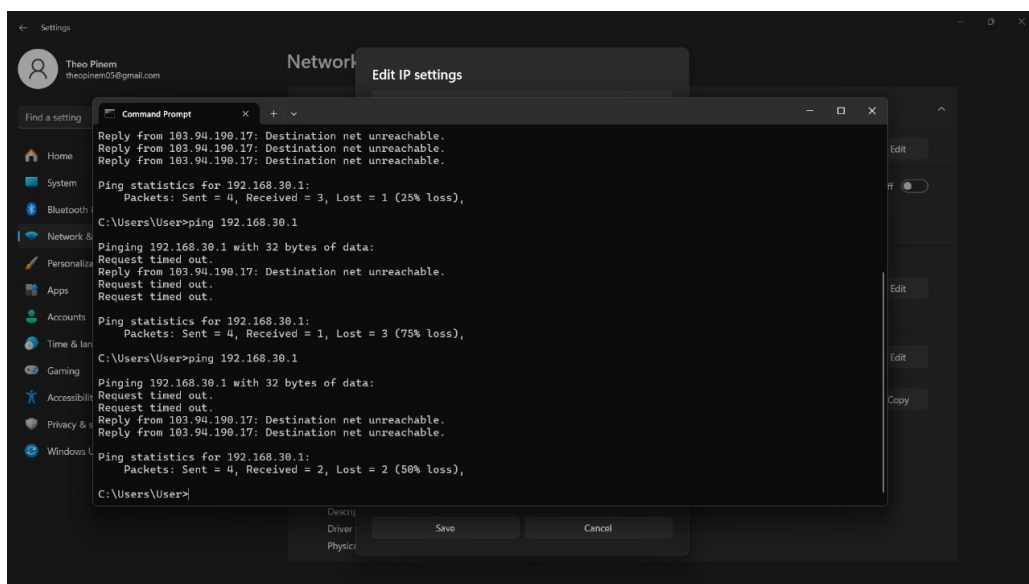 Settings
Theo Pinem
theopinem05@gmail.com
Find a setting
Home
System
Bluetooth
Network &
Personaliza
Apps
Accounts
Time & lan
Gaming
Accessibilit
Privacy & s
Windows U
Network
Edit IP settings
Command Prompt
Reply from 103.94.190.17: Destination net unreachable.
Reply from 103.94.190.17: Destination net unreachable.
Reply from 103.94.190.17: Destination net unreachable.
Ping statistics for 192.168.30.1:
Packets: Sent = 4, Received = 3, Lost = 1 (25% loss),
C:\Users\User>ping 192.168.30.1
Pinging 192.168.30.1 with 32 bytes of data:
Request timed out.
Reply from 103.94.190.17: Destination net unreachable.
Request timed out.
Request timed out.
Ping statistics for 192.168.30.1:
Packets: Sent = 4, Received = 1, Lost = 3 (75% loss),
C:\Users\User>ping 192.168.30.1
Pinging 192.168.30.1 with 32 bytes of data:
Request timed out.
Request timed out.
Reply from 103.94.190.17: Destination net unreachable.
Reply from 103.94.190.17: Destination net unreachable.
Ping statistics for 192.168.30.1:
Packets: Sent = 4, Received = 2, Lost = 2 (50% loss),
C:\Users\User>
Edit
ff
Edit
Edit
Copy
Descrip
Driver
Physica
Save
Cancel